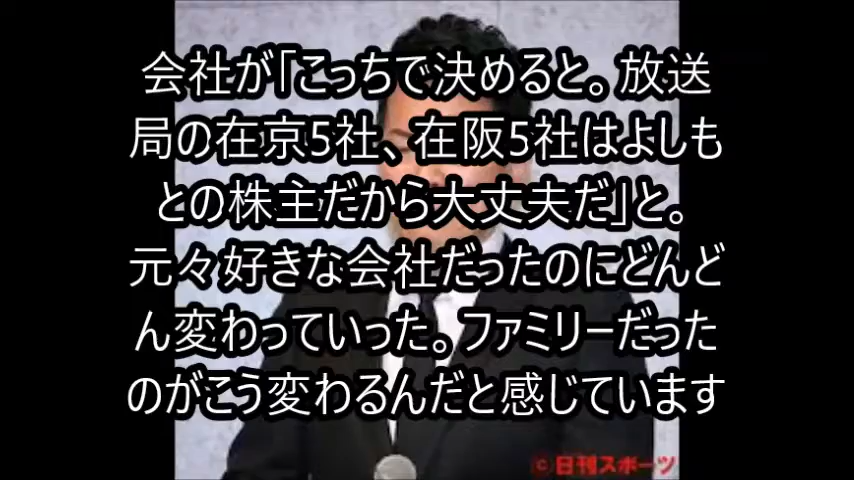 会社が「こっちで決めると。放送
局の在京5社、在阪5社はよしも
との株主だから大丈夫だ」と。
元々好きな会社だったのにどんど
ん変わっていった。ファミリーだった
のがこう変わるんだと感じています
©日刊スポーツ